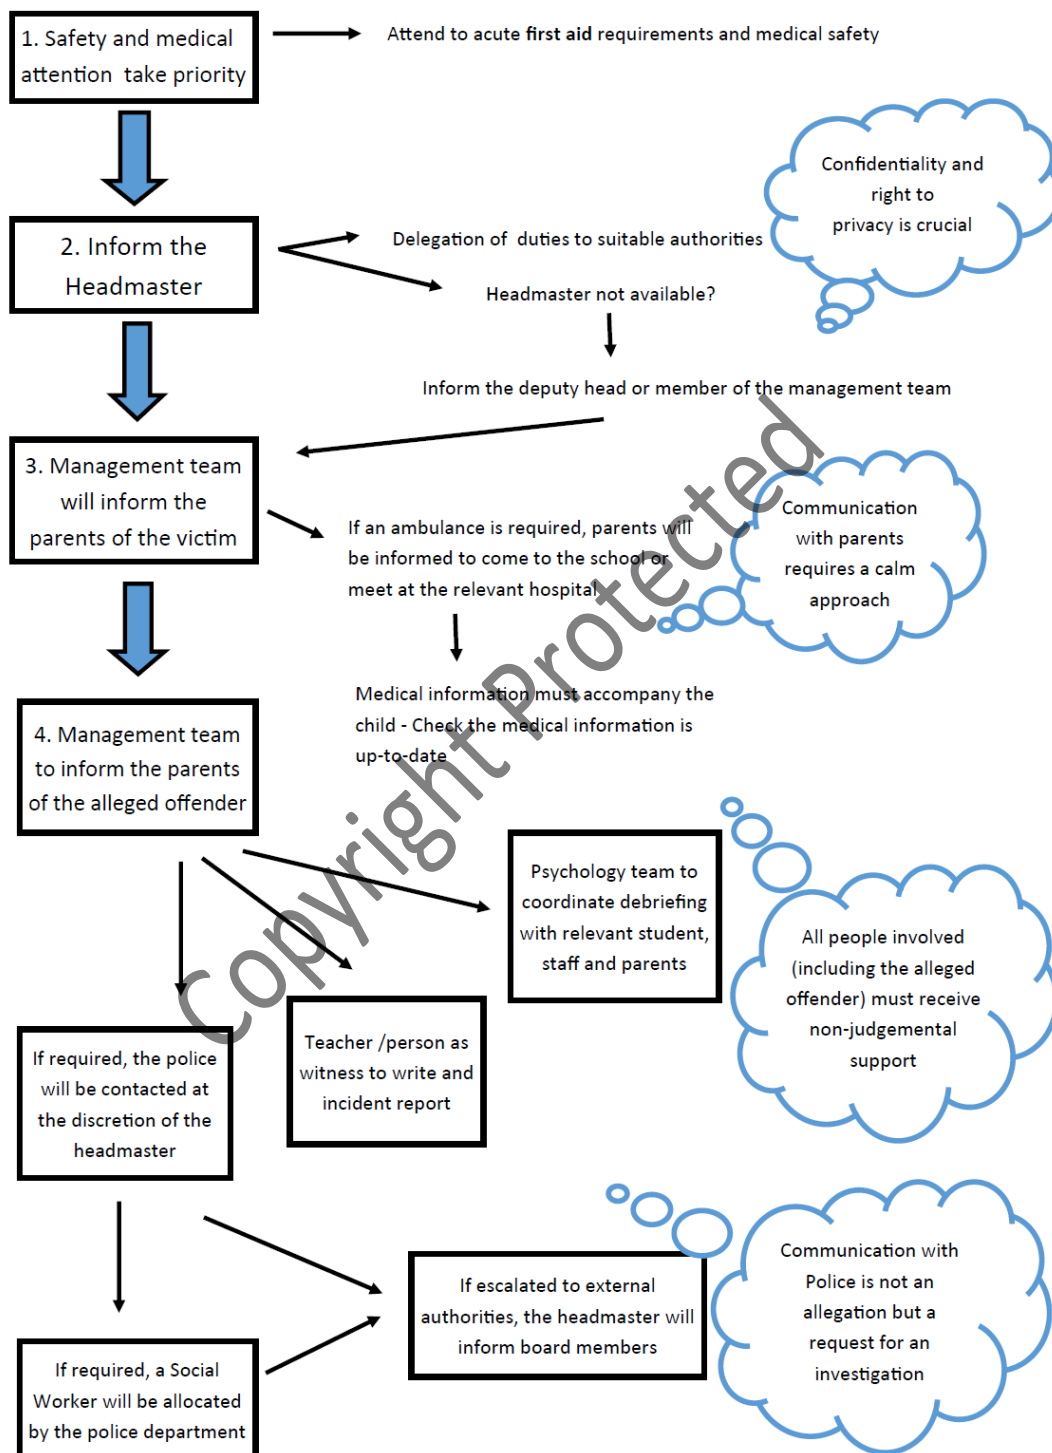 1. Safety and medical
attention take priority
Attend to acute first aid requirements and medical safety
Confidentiality and
right to
privacy is crucial
2. Inform the
Headmaster
Delegation of duties to suitable authorities
Headmaster not available?
Inform the deputy head or member of the management team
3. Management team
will inform the
parents of the victim
If an ambulance is required, parents will
be informed to come to the school or
meet at the relevant hospital
Communication
with parents
requires a calm
approach
Medical information must accompany the
child - Check the medical information is
up-to-date
4. Management team
to inform the parents
of the alleged offender
Psychology team to
coordinate debriefing
with relevant student,
staff and parents
All people involved
(including the alleged
offender) must receive
non-judgemental
support
If required, the police
will be contacted at
the discretion of the
headmaster
Teacher /person as
witness to write and
incident report
If escalated to external
authorities, the headmaster will
inform board members
Communication with
Police is not an
allegation but a
request for an
investigation
If required, a Social
Worker will be allocated
by the police department
Copyright Protected